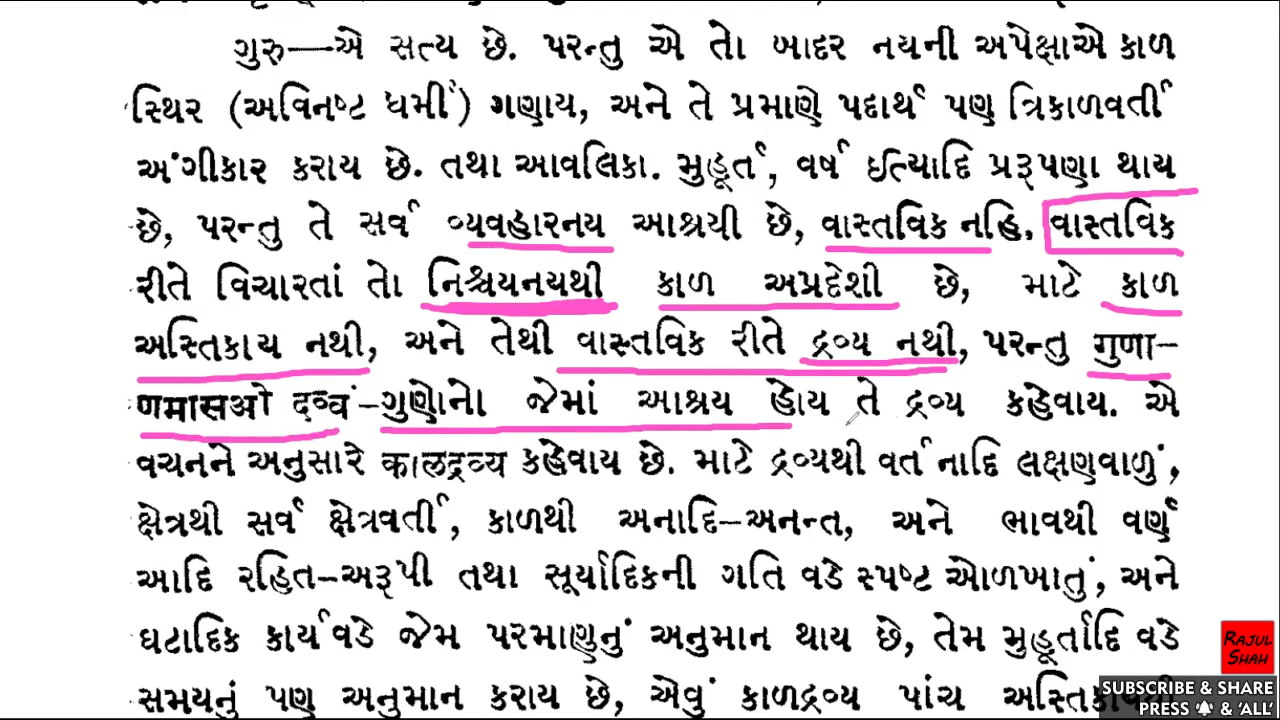 ગુરુ—એ સત્ય છે. પરન્તુ એ તો બાદર નયની અપેક્ષાએ કાળ
સ્થિર (અવિનષ્ટ ધર્મી) ગણાય, અને તે પ્રમાણે પદાર્થ પણ ત્રિકાળવર્તી
અંગીકાર કરાય છે. તથા આવલિકા. મુહૂર્ત, વર્ષ ઇત્યિાદિ પ્રરૂપણા થાય
છે, પરન્તુ તે સર્વ વ્યવહારનય આશ્રયી છે, વાસ્તવિક નહિ. વાસ્તવિક
રીતે વિચારતાં તો નિશ્ચયનયથી કાળ અપ્રદેશી છે, માટે કાળ
અસ્તિકાય નથી, અને તેથી વાસ્તવિક રીતે દ્રવ્ય નથી, પરન્તુ ગુણા-
ણમાસઓ દવ્વં-ગુણોનો જેમાં આશ્રય હોય તે દ્રવ્ય કહેવાય. એ
વચનને અનુસારે कालद्रव्य કહેવાય છે. માટે દ્રવ્યથી વર્તનાદિ લક્ષણવાળું,
ક્ષેત્રથી સર્વ ક્ષેત્રવર્તી, કાળથી અનાદિ-અનન્ત, અને ભાવથી વર્ણ
આદિ રહિત-અરૂપી તથા સૂર્યાદિકની ગતિ વડે સ્પષ્ટ ઓળખાતું, અને
ઘટાદિક કાર્યવડે જેમ પરમાણુનું અનુમાન થાય છે, તેમ મુહૂર્તાદિ વડે
સમયનું પણ અનુમાન કરાય છે, એવું કાળદ્રવ્ય પાંચ
RAJUL
SHAH
SUBSCRIBE & SHARE
PRESS & 'ALL'